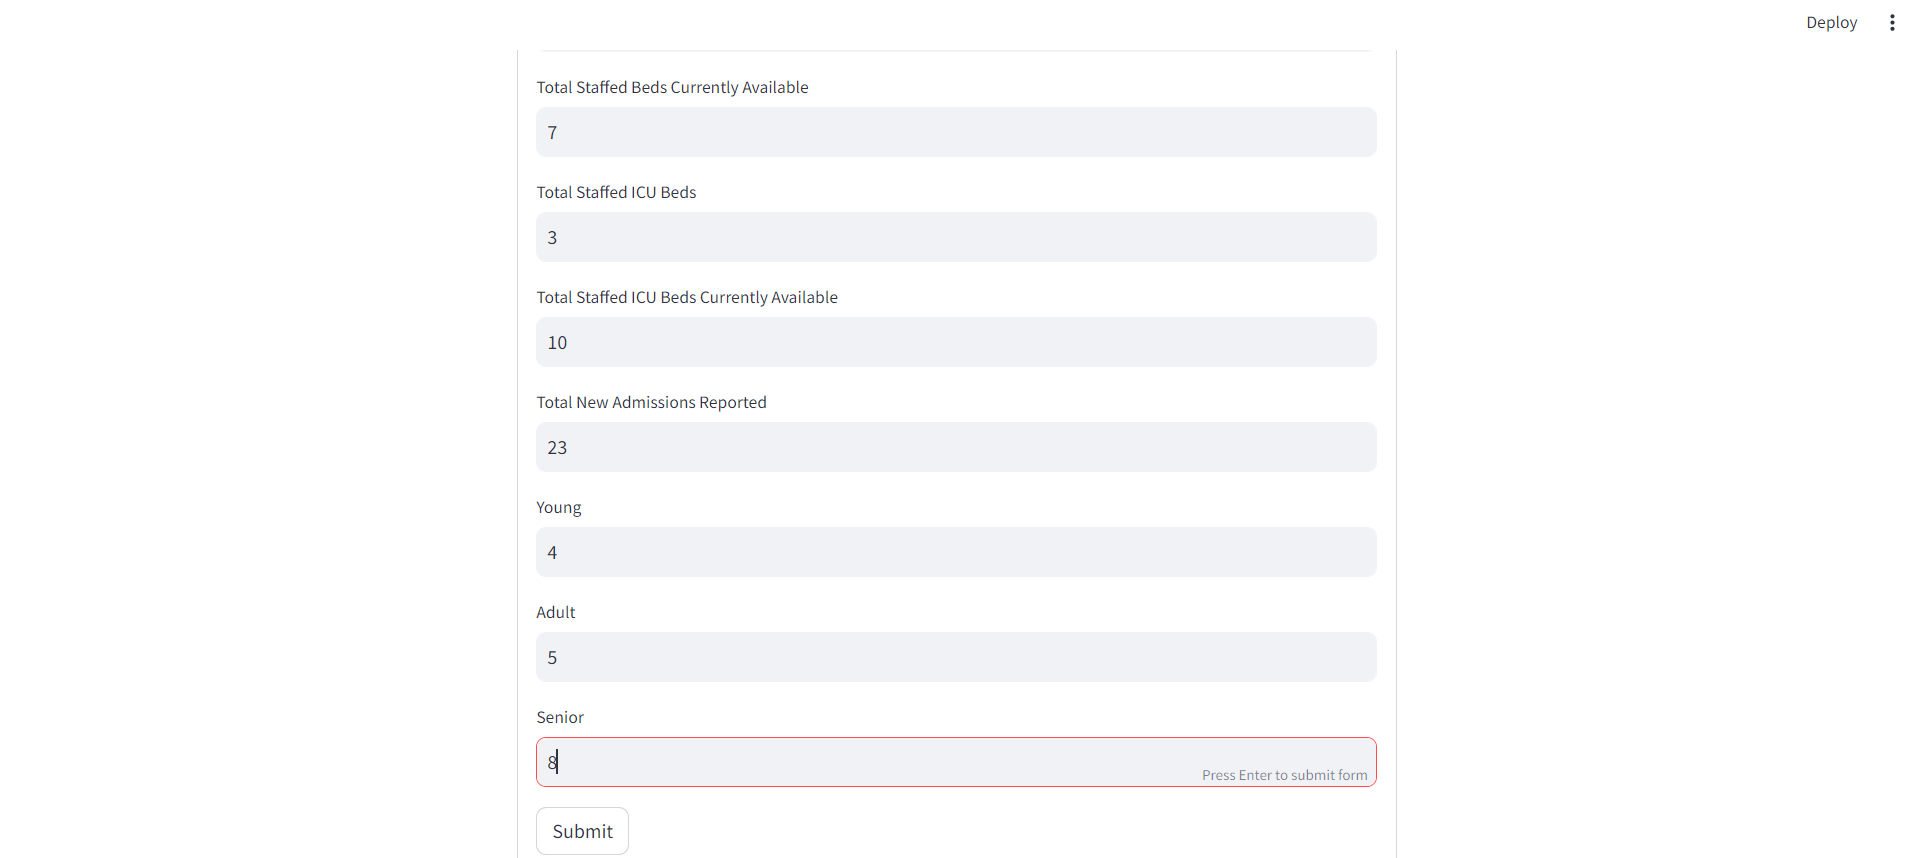 Deploy
Total Staffed Beds Currently Available
7
Total Staffed ICU Beds
3
Total Staffed ICU Beds Currently Available
10
Total New Admissions Reported
23
Young
4
Adult
5
Senior
8
Press Enter to submit form
Submit